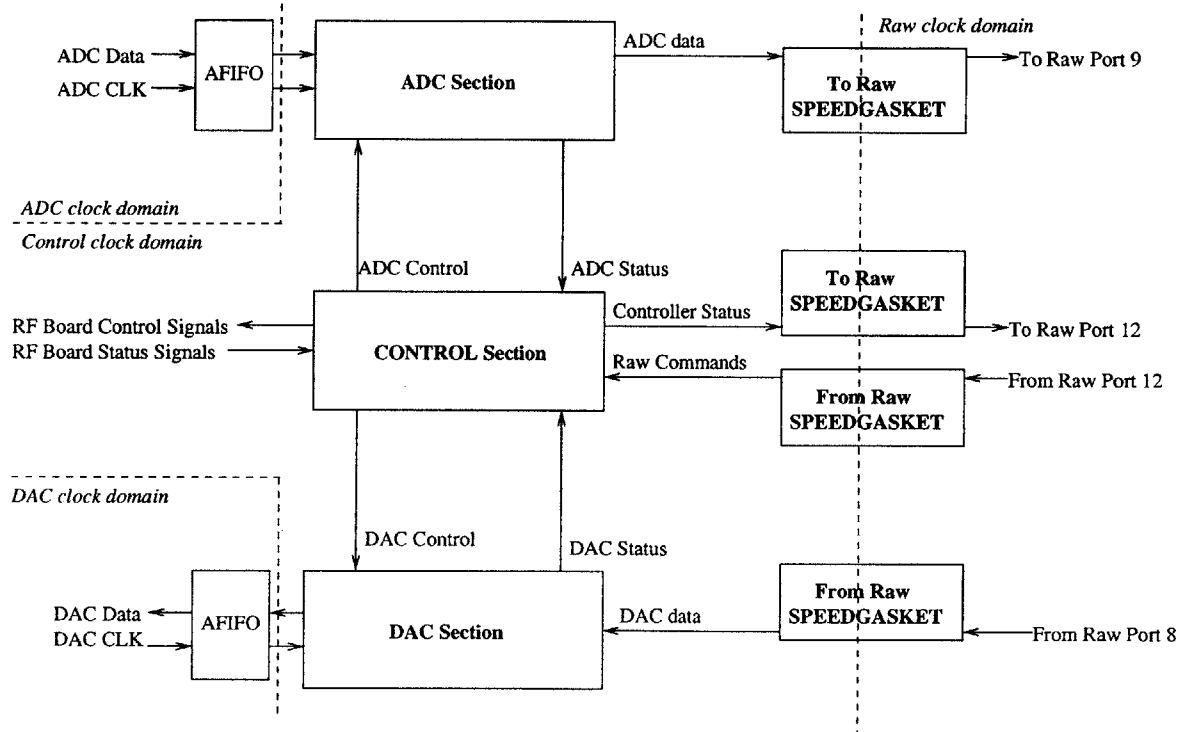 Raw clock domain
ADC data
ADC Data
ADC CLK
AFIFO
ADC Section
To Raw
SPEEDGASKET
To Raw Port 9
ADC clock domain
Control clock domain
ADC Control
ADC Status
To Raw
SPEEDGASKET
RF Board Control Signals
RF Board Status Signals
CONTROL Section
Controller Status
To Raw Port 12
Raw Commands
From Raw Port 12
From Raw
SPEEDGASKET
DAC clock domain
DAC Control
DAC Status
DAC Data
DAC CLK
AFIFO
DAC Section
DAC data
From Raw
SPEEDGASKET
From Raw Port 8